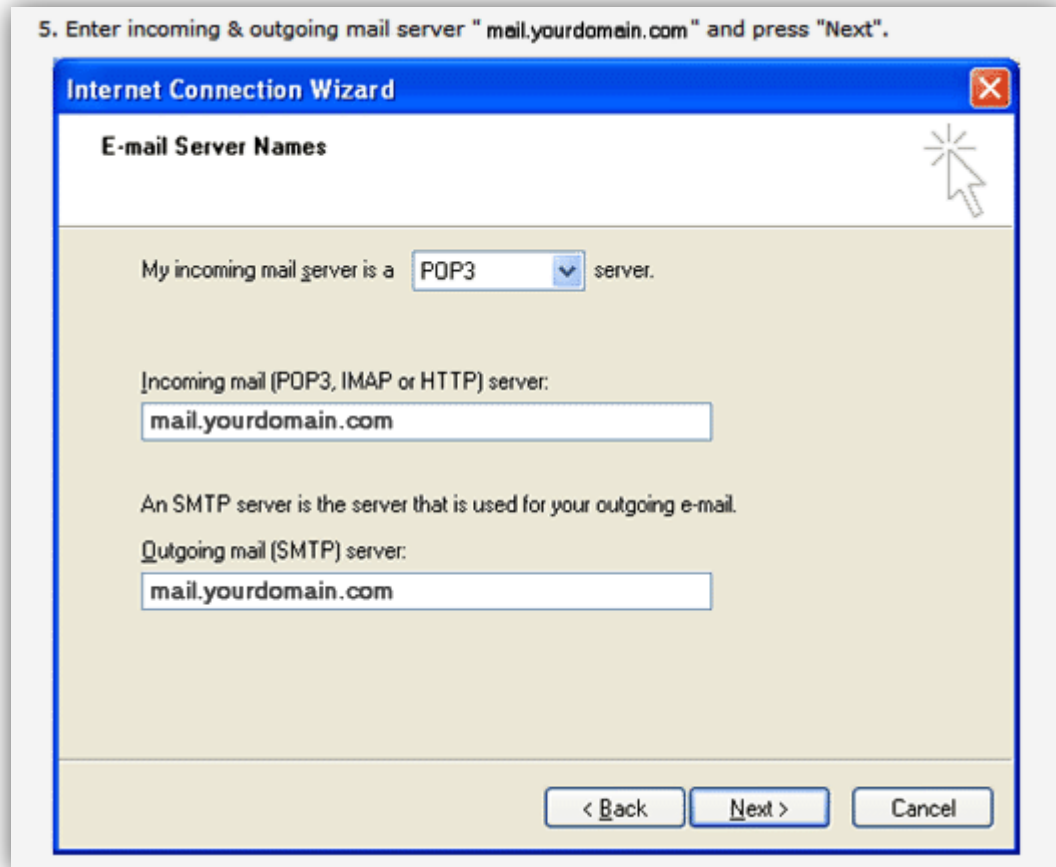 5. Enter incoming & outgoing mail server "mail.yourdomain.com" and press "Next".
Internet Connection Wizard
E-mail Server Names
My incoming mail server is a POP3 server.
Incoming mail (POP3, IMAP or HTTP) server:
mail.yourdomain.com
An SMTP server is the server that is used for your outgoing e-mail.
Outgoing mail (SMTP) server:
mail.yourdomain.com
< Back Next > Cancel